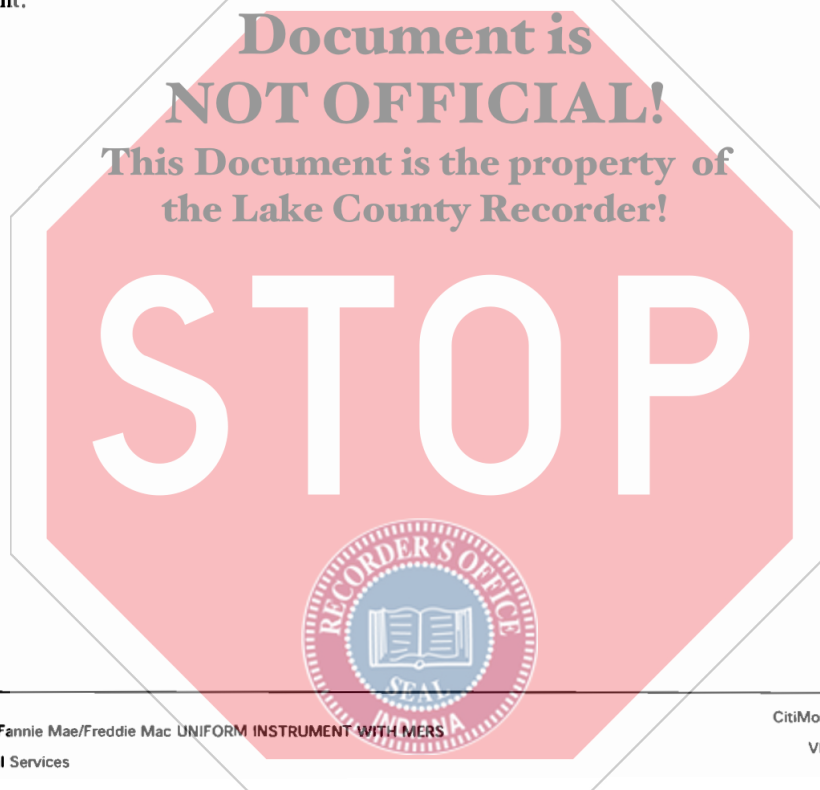 Document is
NOT OFFICIAL!
This Document is the property of
the Lake County Recorder!
STOP
RECORDER'S OFFICE
SEAL
INDIANA
Fannie Mae/Freddie Mac UNIFORM INSTRUMENT WITH MERS
CitiMo
Services